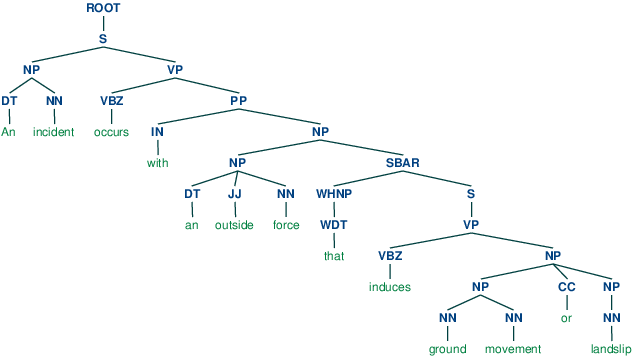 ROOT
S
NP VP
DT NN VBZ PP
An incident occurs IN NP
with NP SBAR
DT JJ NN WHNP S
an outside force WDT VP
that VBZ NP
induces NP CC NP
or
NN NN NN
ground movement landslip